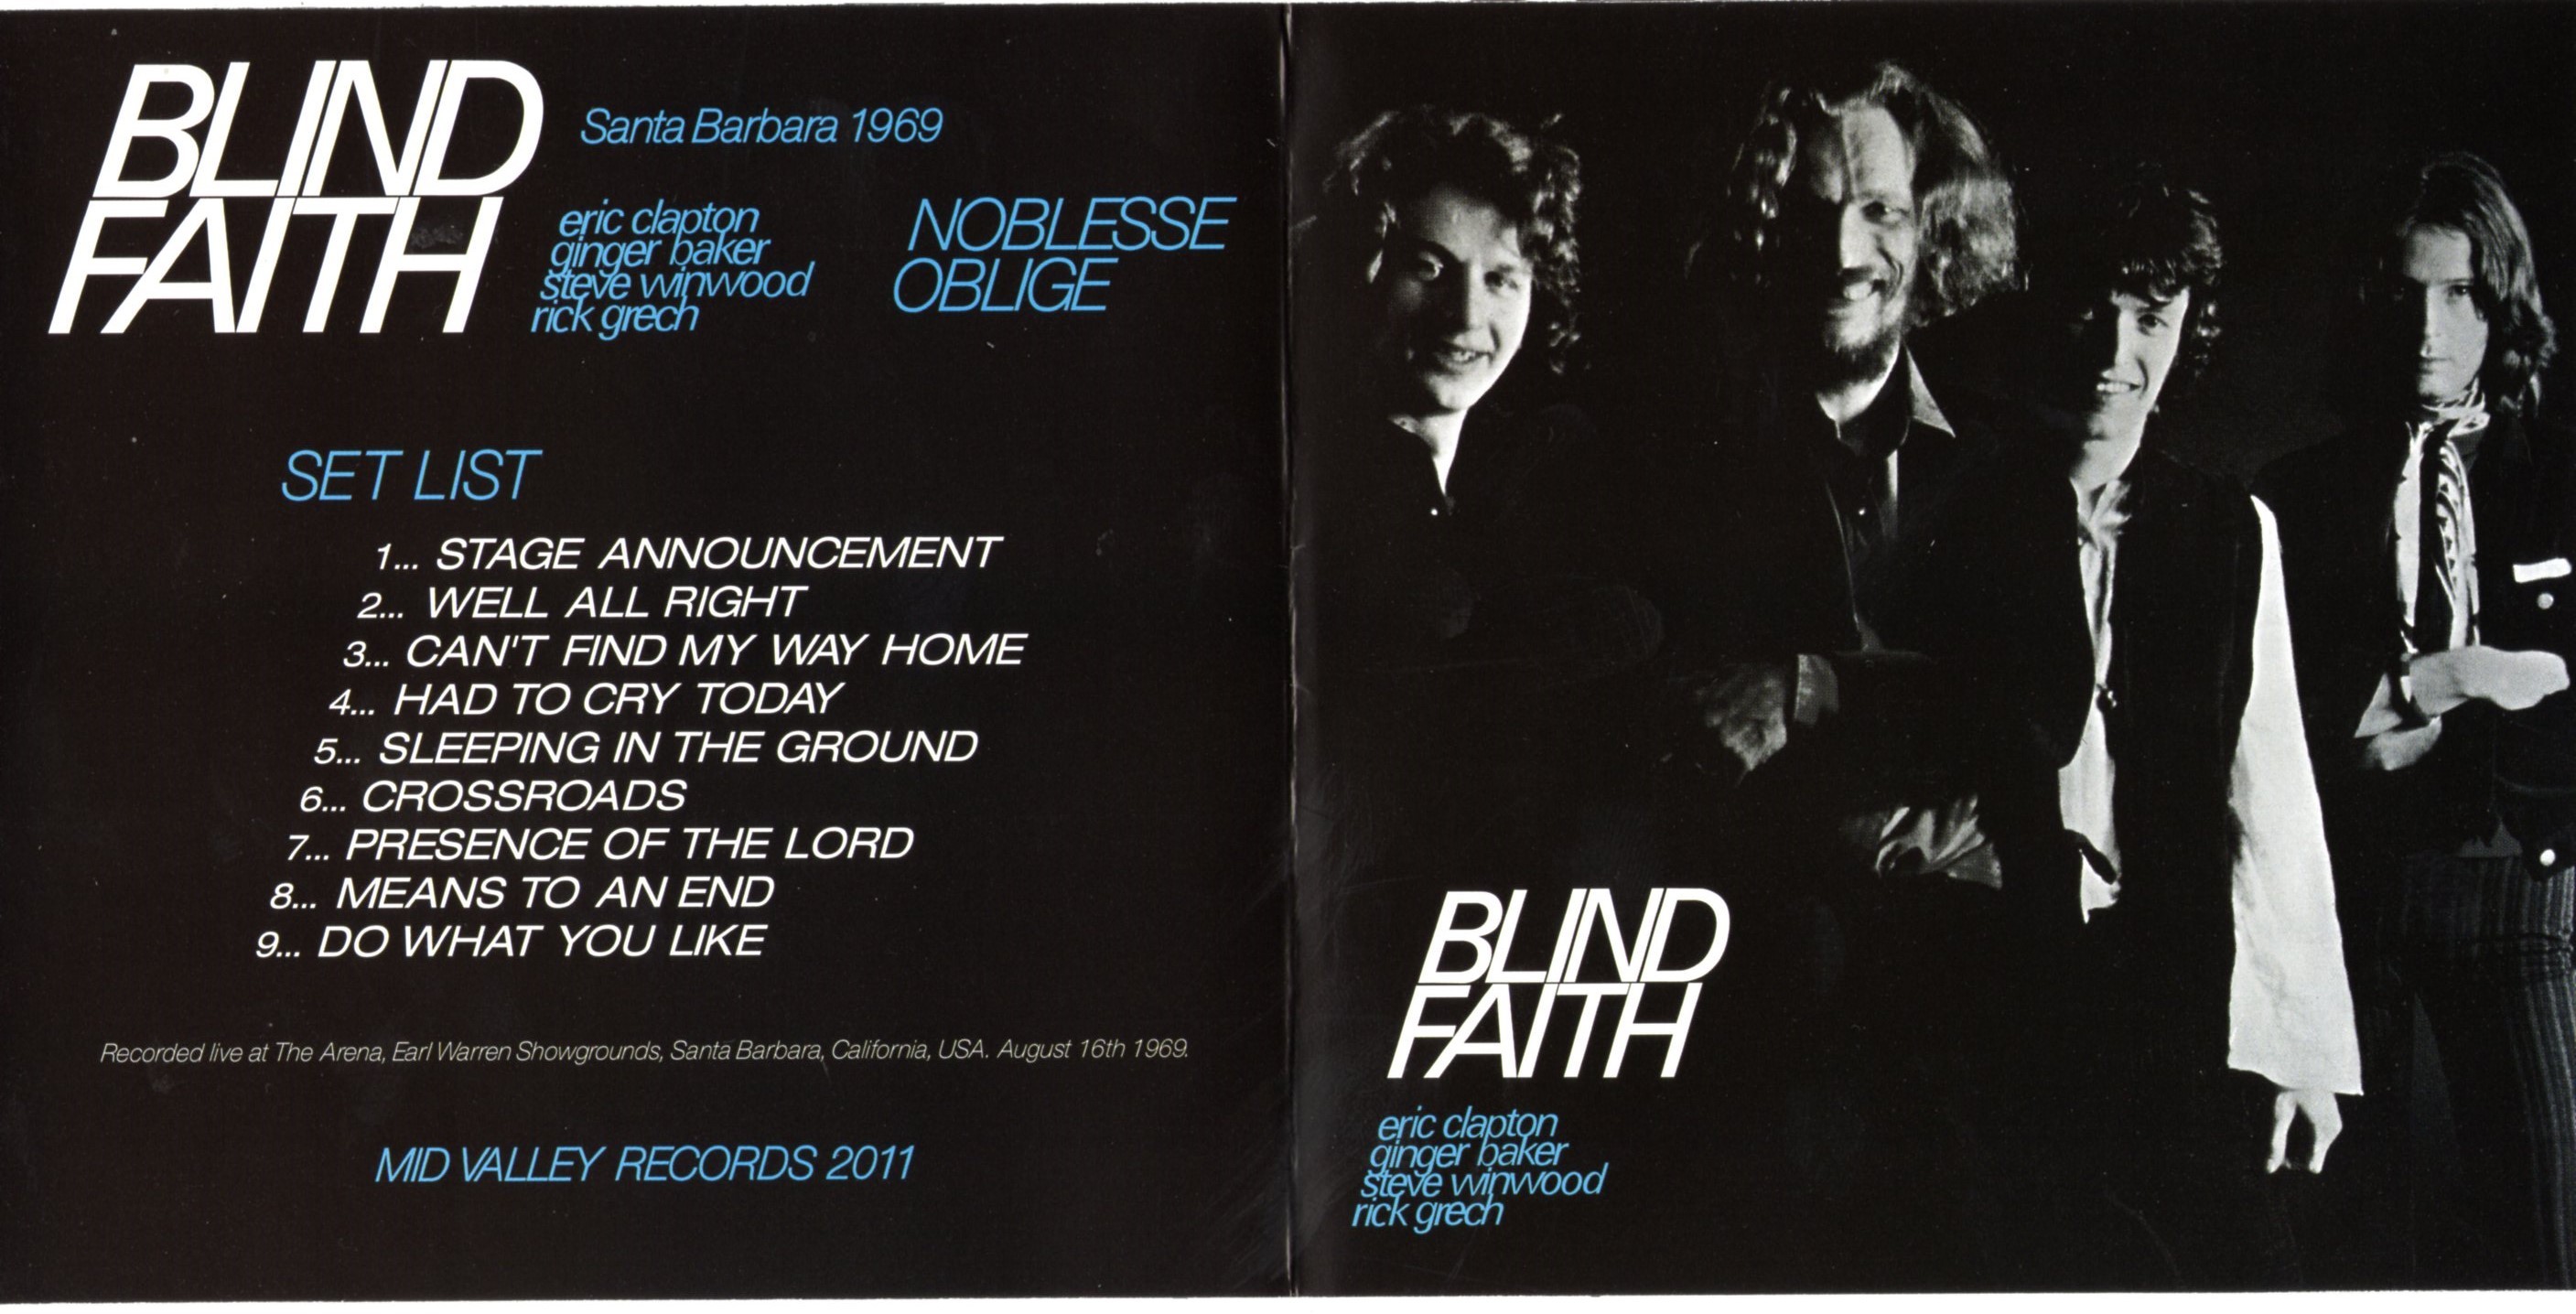 BLIND
FAITH
Santa Barbara 1969
eric clapton
ginger baker
steve winwood
rick grech
NOBLESSE
OBLIGE
SET LIST
1... STAGE ANNOUNCEMENT
2... WELL ALL RIGHT
3... CAN'T FIND MY WAY HOME
4... HAD TO CRY TODAY
5... SLEEPING IN THE GROUND
6... CROSSROADS
7... PRESENCE OF THE LORD
8... MEANS TO AN END
9... DO WHAT YOU LIKE
Recorded live at The Arena, Earl Warren Showgrounds, Santa Barbara, California, USA. August 16th 1969.
MID VALLEY RECORDS 2011
BLIND
FAITH
eric clapton
ginger baker
steve winwood
rick grech